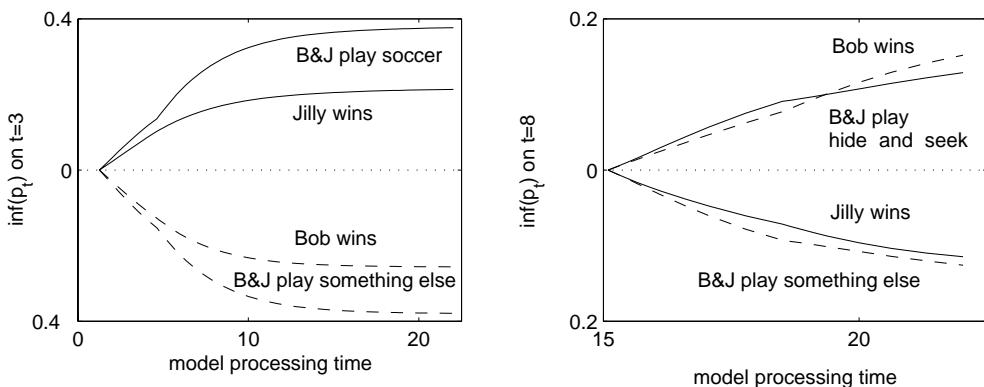 0.4
B&J play soccer
Jilly wins
0
Bob wins
B&J play something else
0.4
0 10 20
model processing time
inf(p_t) on t=3
0.2
Bob wins
B&J play
hide and seek
0
Jilly wins
B&J play something else
0.2
15 20
model processing time
inf(p_t) on t=8